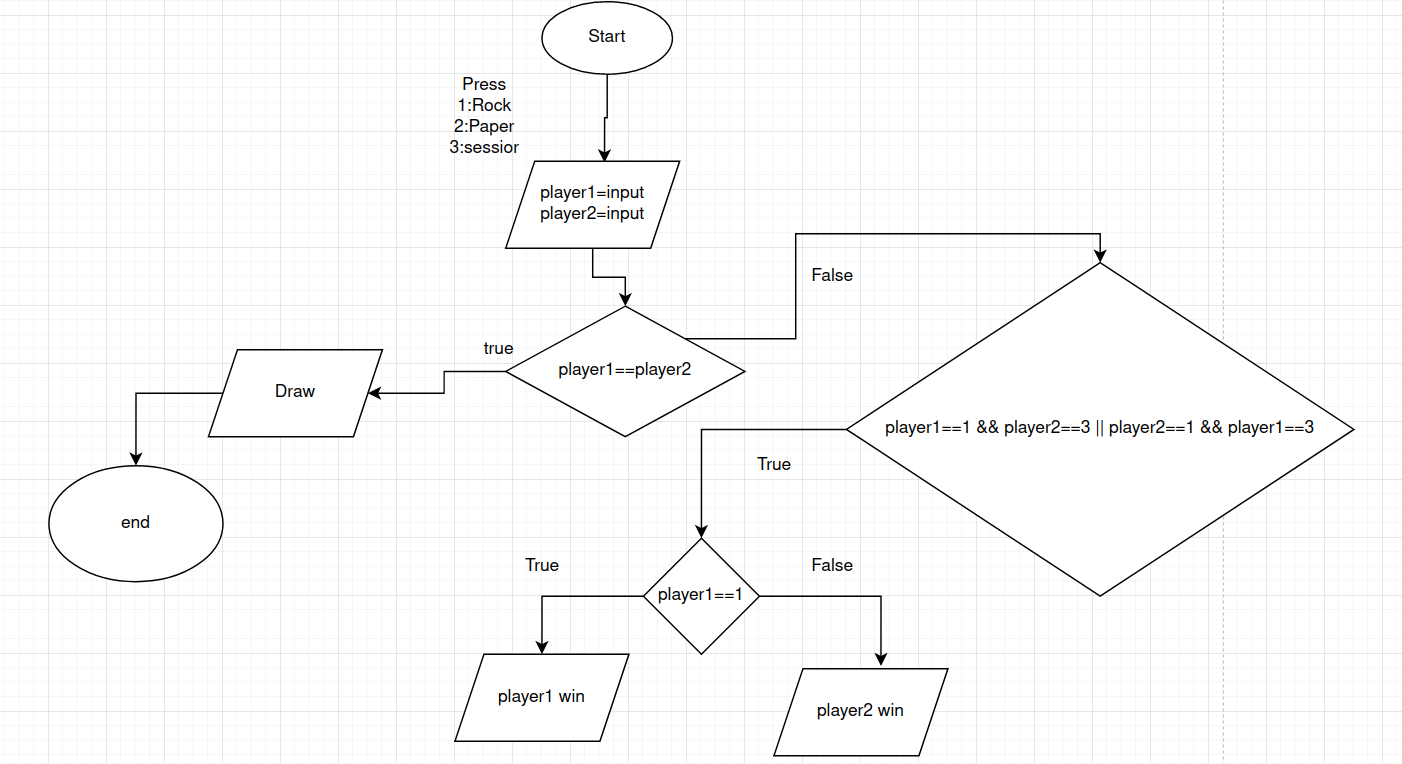 Start
Press
1:Rock
2:Paper
3:sessior
player1=input
player2=input
False
true
player1==player2
Draw
player1==1 && player2==3 || player2==1 && player1==3
True
end
True
False
player1==1
player1 win
player2 win